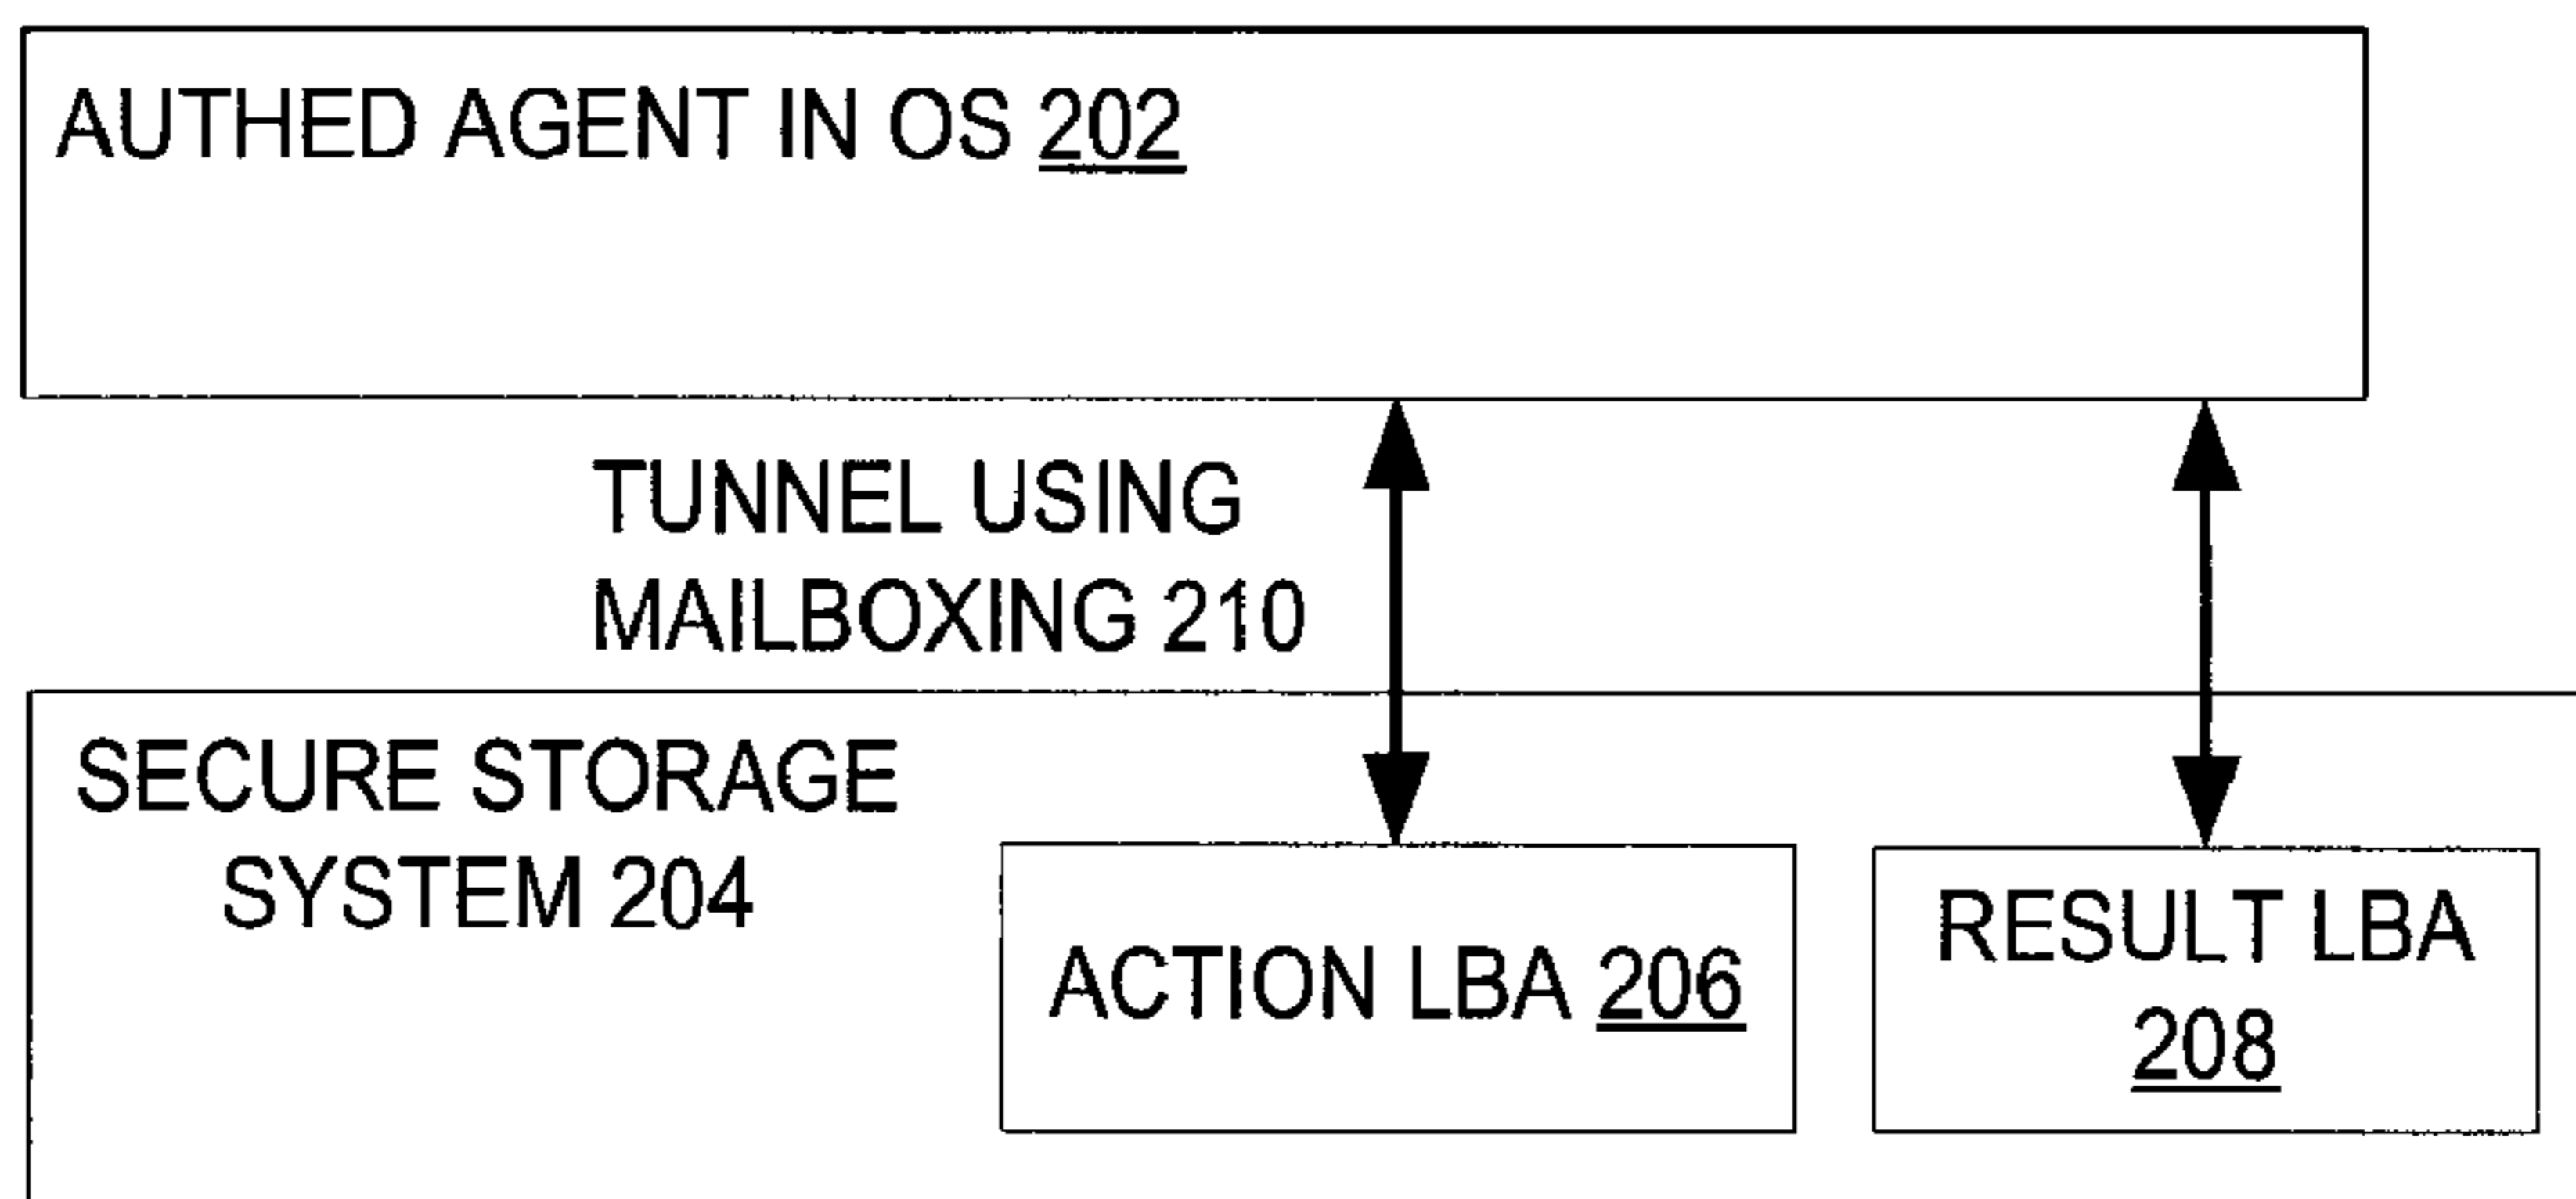 AUTHED AGENT IN OS 202
TUNNEL USING
MAILBOXING 210
SECURE STORAGE
SYSTEM 204
ACTION LBA 206
RESULT LBA
208